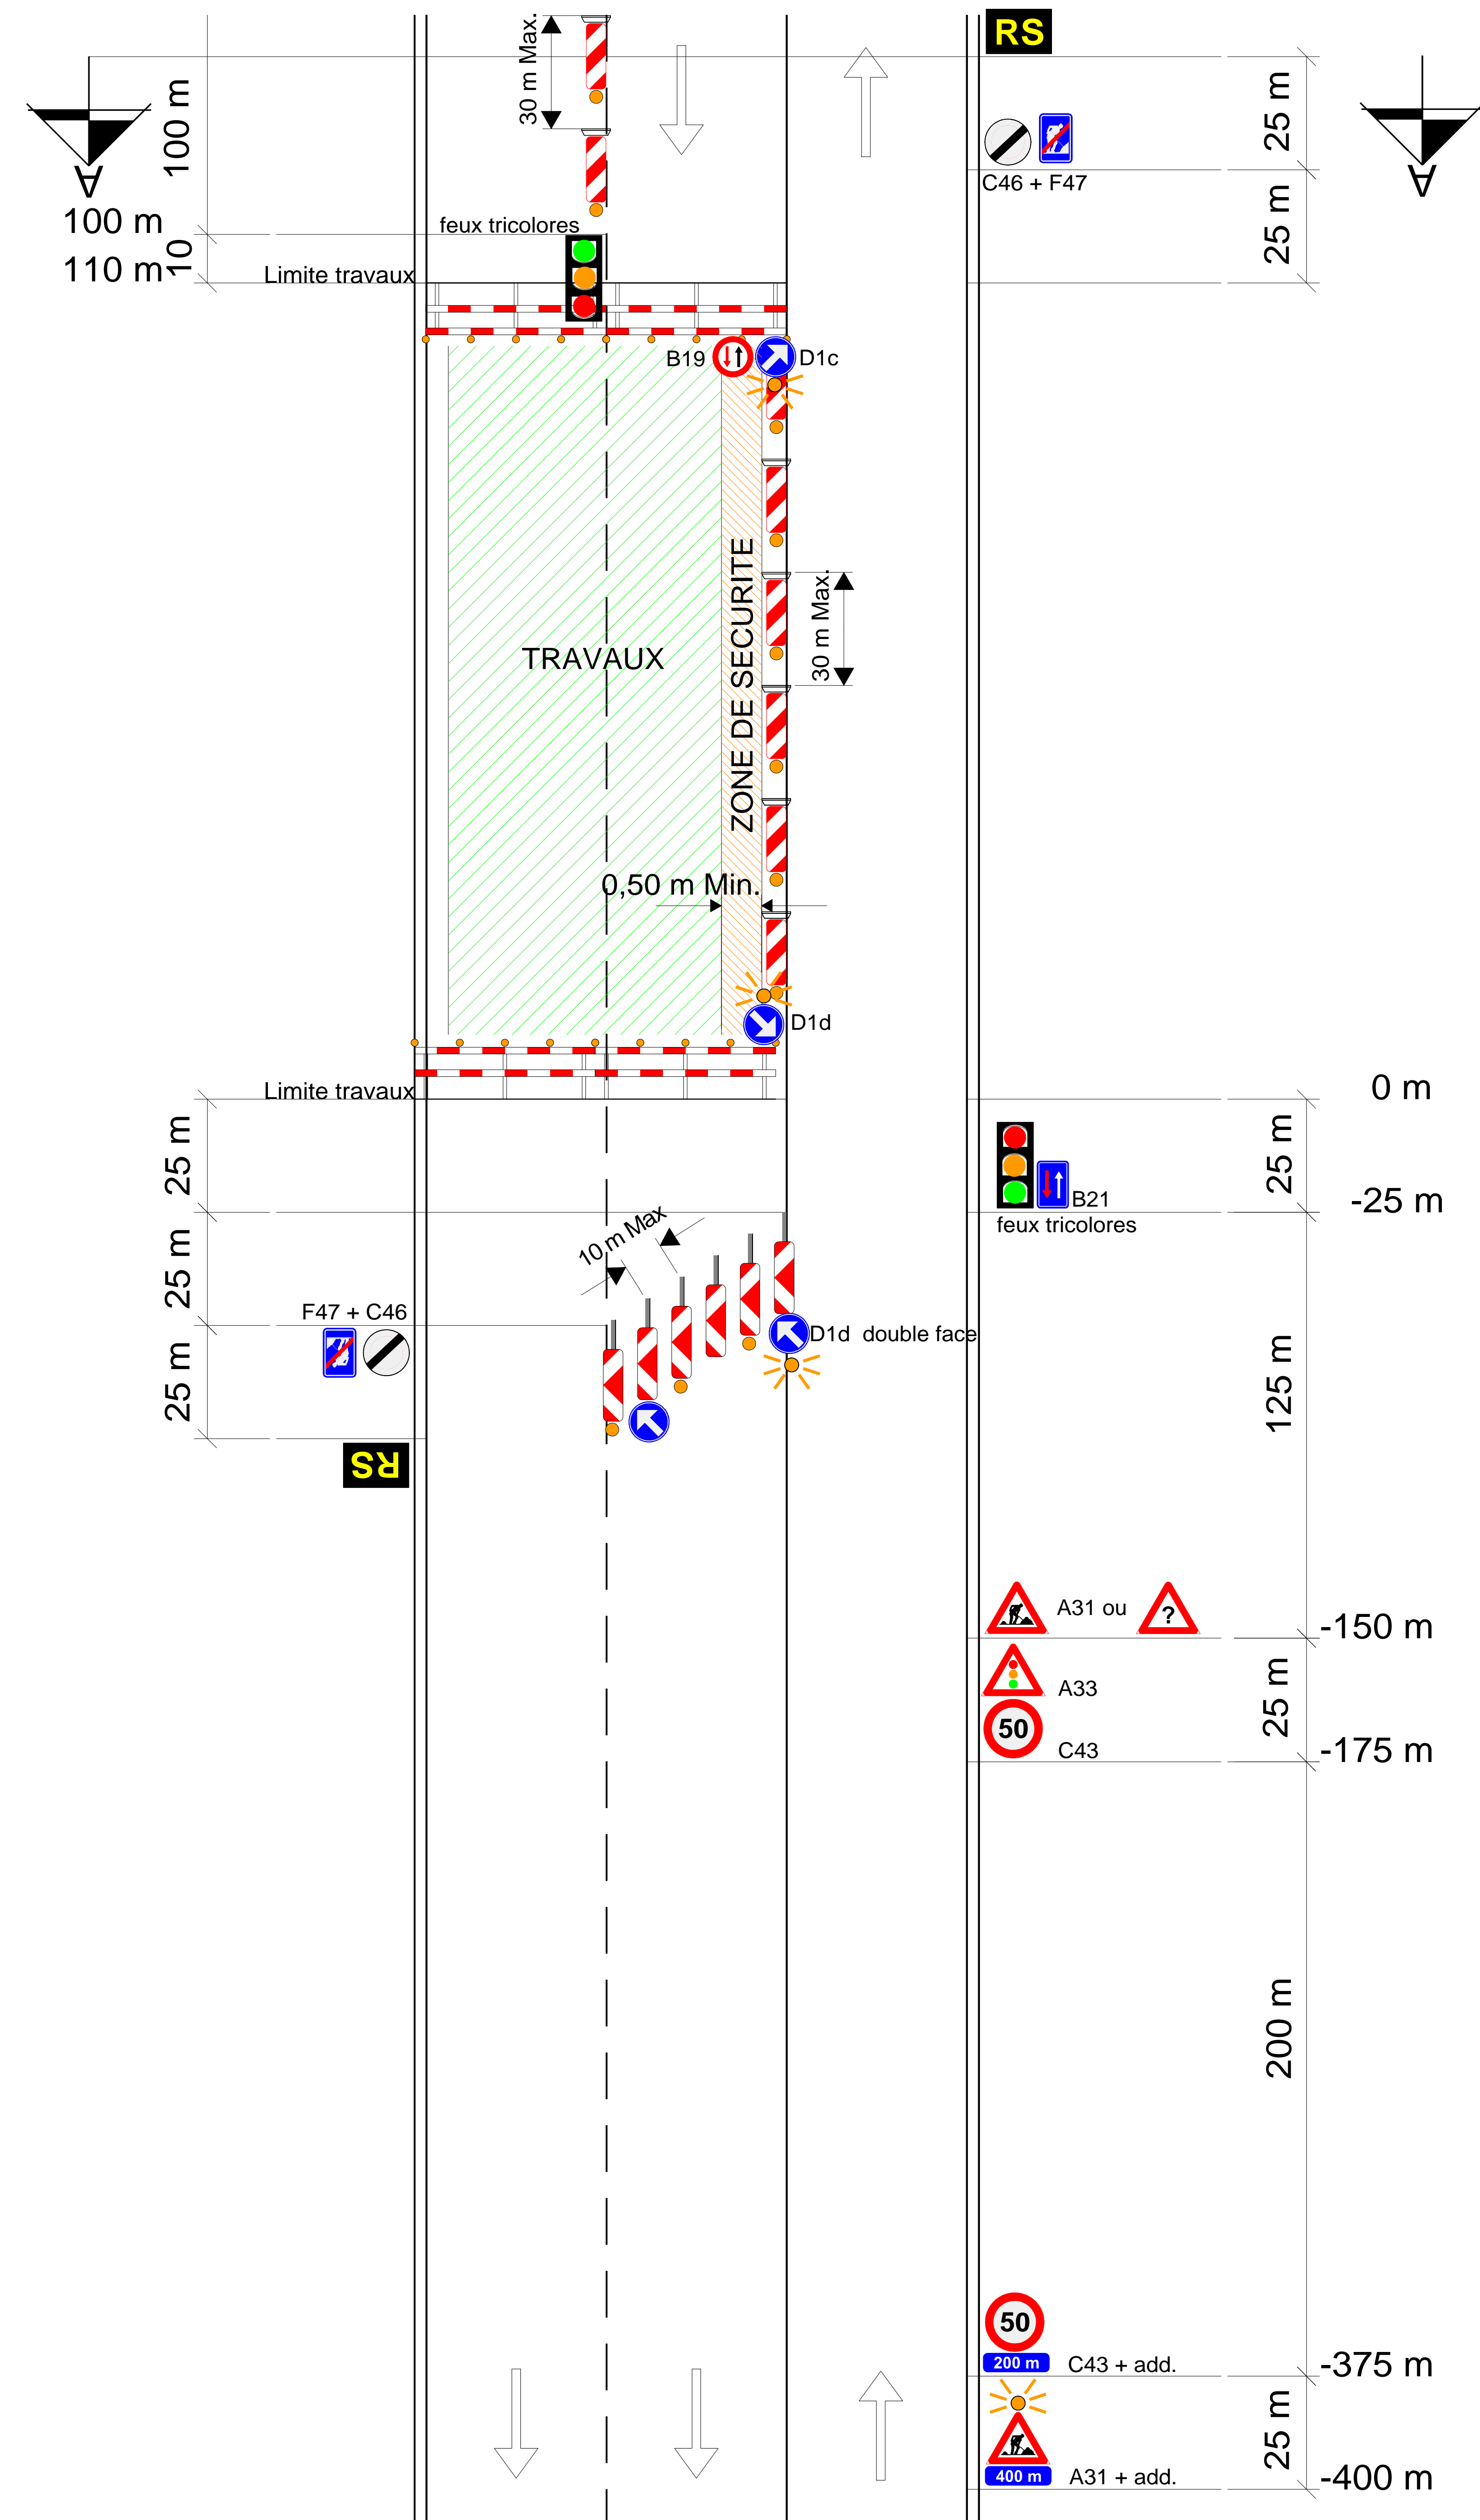 RS
30 m Max.
100 m
25 m
A
A
C46 + F47
100 m
feux tricolores
10
25 m
110 m
Limite travaux
B19
D1c
ZONE DE SECURITE
30 m Max.
TRAVAUX
0,50 m Min.
D1d
Limite travaux
0 m
25 m
25 m
B21
-25 m
feux tricolores
10 m Max
25 m
F47 + C46
D1d double face
25 m
125 m
RS
A31 ou
?
-150 m
A33
25 m
50
C43
-175 m
200 m
50
200 m
C43 + add.
-375 m
25 m
400 m
A31 + add.
-400 m